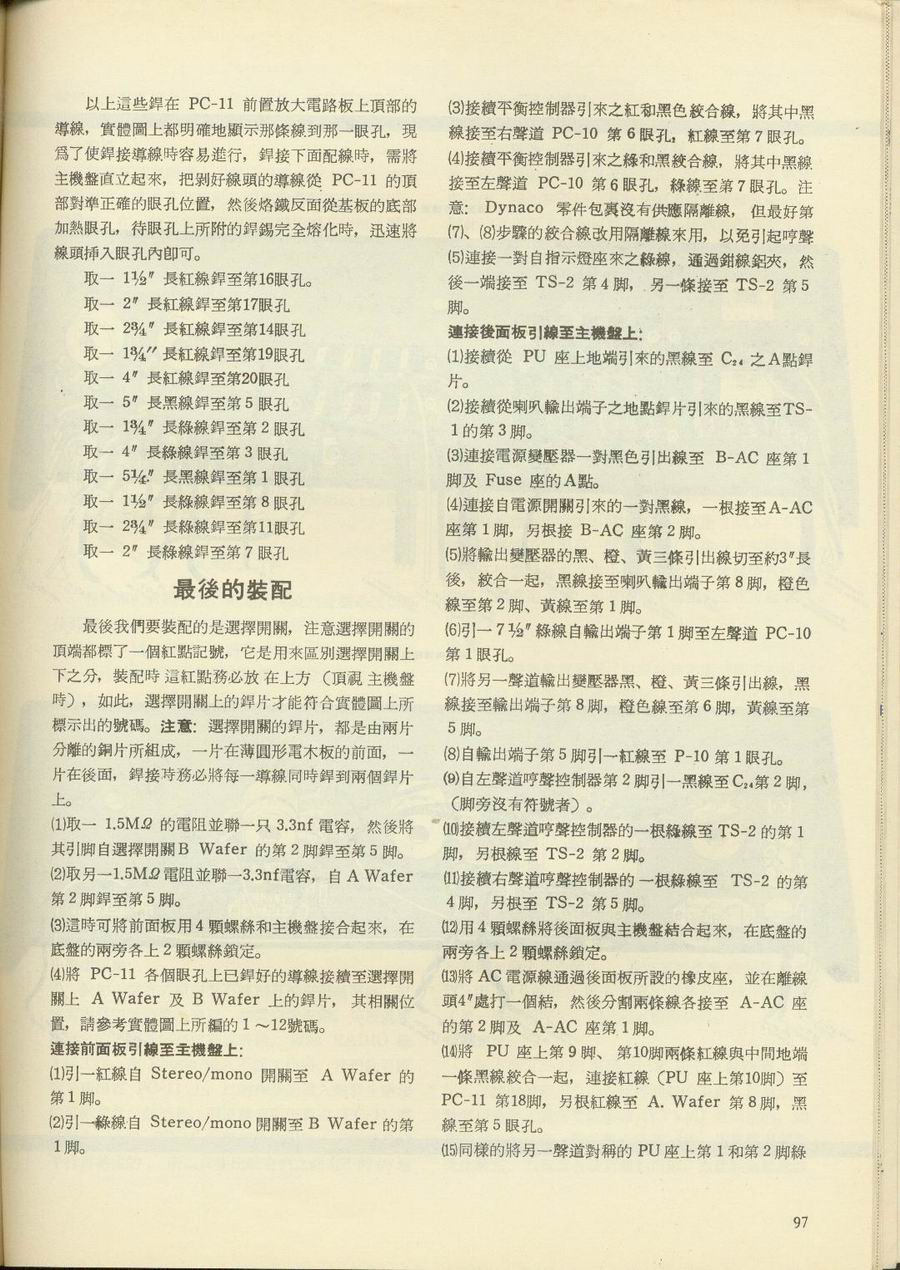 以上這些銲在 PC-11 前置放大電路板上頂部的
導線，實體圖上都明確地顯示那條線到那一眼孔，現
爲了使銲接導線時容易進行，銲接下面配線時，需將
主機盤直立起來，把剝好線頭的導線從 PC-11 的頂
部對準正確的眼孔位置，然後烙鐵反面從基板的底部
加熱眼孔，待眼孔上所附的銲錫完全熔化時，迅速將
線頭揷入眼孔內卽可。
取一 1½″ 長紅線銲至第16眼孔。
取一 2″ 長紅線銲至第17眼孔
取一 2¾″ 長紅線銲至第14眼孔
取一 1¾″ 長紅線銲至第19眼孔
取一 4″ 長紅線銲至第20眼孔
取一 5″ 長黑線銲至第 5 眼孔
取一 1¾″ 長綠線銲至第 2 眼孔
取一 4″ 長綠線銲至第 3 眼孔
取一 5¼″ 長黑線銲至第 1 眼孔
取一 1½″ 長綠線銲至第 8 眼孔
取一 2¾″ 長綠線銲至第11眼孔
取一 2″ 長綠線銲至第 7 眼孔
最後的裝配
最後我們要裝配的是選擇開關，注意選擇開關的
頂端都標了一個紅點記號，它是用來區別選擇開關上
下之分，裝配時 這紅點務必放 在上方 （頂視 主機盤
時），如此，選擇開關上的銲片才能符合實體圖上所
標示出的號碼。注意：選擇開關的銲片，都是由兩片
分離的銅片所組成，一片在薄圓形電木板的前面，一
片在後面，銲接時務必將每一導線同時銲到兩個銲片
上。
⑴取一 1.5MΩ 的電阻並聯一只 3.3nf 電容，然後將
其引脚自選擇開關B Wafer 的第 2 脚銲至第 5 脚。
⑵取另一1.5MΩ電阻並聯一3.3nf電容，自 A Wafer
第 2 脚銲至第 5 脚。
⑶這時可將前面板用 4 顆螺絲和主機盤接合起來，在
底盤的兩旁各上 2 顆螺絲鎖定。
⑷將 PC-11 各個眼孔上已銲好的導線接續至選擇開
關上 A Wafer 及 B Wafer 上的銲片， 其相關位
置，請參考實體圖上所編的 1 〜12號碼。
連接前面板引線至主機盤上：
⑴引一紅線自 Stereo/mono 開關至 A Wafer 的
第 1 脚。
⑵引一綠線自 Stereo/mono 開關至 B Wafer 的第
1 脚。
⑶接續平衡控制器引來之紅和黑色絞合線，將其中黑
線接至右聲道 PC-10 第 6 眼孔，紅線至第 7 眼孔。
⑷接續平衡控制器引來之綠和黑絞合線，將其中黑線
接至左聲道 PC-10 第 6 眼孔，綠線至第 7 眼孔。注
意： Dynaco 零件包裹沒有供應隔離線， 但最好第
⑺、⑻步驟的絞合線改用隔離線來用，以免引起哼聲
⑸連接一對自指示燈座來之綠線，通過鉗線鋁夾，然
後一端接至 TS-2 第 4 脚，另一條接至 TS-2 第 5
脚。
連接後面板引線至主機盤上：
⑴接續從 PU 座上地端引來的黑線至 C₂₄ 之 A 點銲
片。
⑵接續從喇叭輸出端子之地點銲片引來的黑線至TS-
1 的第 3 脚。
⑶連接電源變壓器一對黑色引出線至 B-AC 座第 1
脚及 Fuse 座的 A 點。
⑷連接自電源開關引來的一對黑線，一根接至 A-AC
座第 1 脚，另根接 B-AC 座第 2 脚。
⑸將輸出變壓器的黑、橙、黃三條引出線切至約3″長
後，絞合一起，黑線接至喇叭輸出端子第 8 脚，橙色
線至第 2 脚、黃線至第 1 脚。
⑹引一 7½″ 綠線自輸出端子第 1 脚至左聲道 PC-10
第 1 眼孔。
⑺將另一聲道輸出變壓器黑、橙、黃三條引出線，黑
線接至輸出端子第 8 脚，橙色線至第 6 脚，黃線至第
5 脚。
⑻自輸出端子第 5 脚引一紅線至 P-10 第 1 眼孔。
⑼自左聲道哼聲控制器第 2 脚引一黑線至 C₂₄第 2 脚，
（脚旁沒有符號者）。
⑽接續左聲道哼聲控制器的一根綠線至 TS-2 的第 1
脚，另根線至 TS-2 第 2 脚。
⑾接續右聲道哼聲控制器的 一根綠線至 TS-2 的第
4 脚，另根至 TS-2 第 5 脚。
⑿用 4 顆螺絲將後面板與主機盤結合起來，在底盤的
兩旁各上 2 顆螺絲鎖定。
⒀將 AC 電源線通過後面板所設的橡皮座，並在離線
頭4″處打一個結，然後分割兩條線各接至 A-AC 座
的第 2 脚及 A-AC 座第 1 脚。
⒁將 PU 座上第 9 脚、 第10脚兩條紅線與中間地端
一條黑線絞合一起，連接紅線（PU 座上第10脚）至
PC-11 第18脚，另根紅線至 A. Wafer 第 8 脚，黑
線至第 5 眼孔。
⒂同樣的將另一聲道對稱的 PU 座上第 1 和第 2 脚綠
97